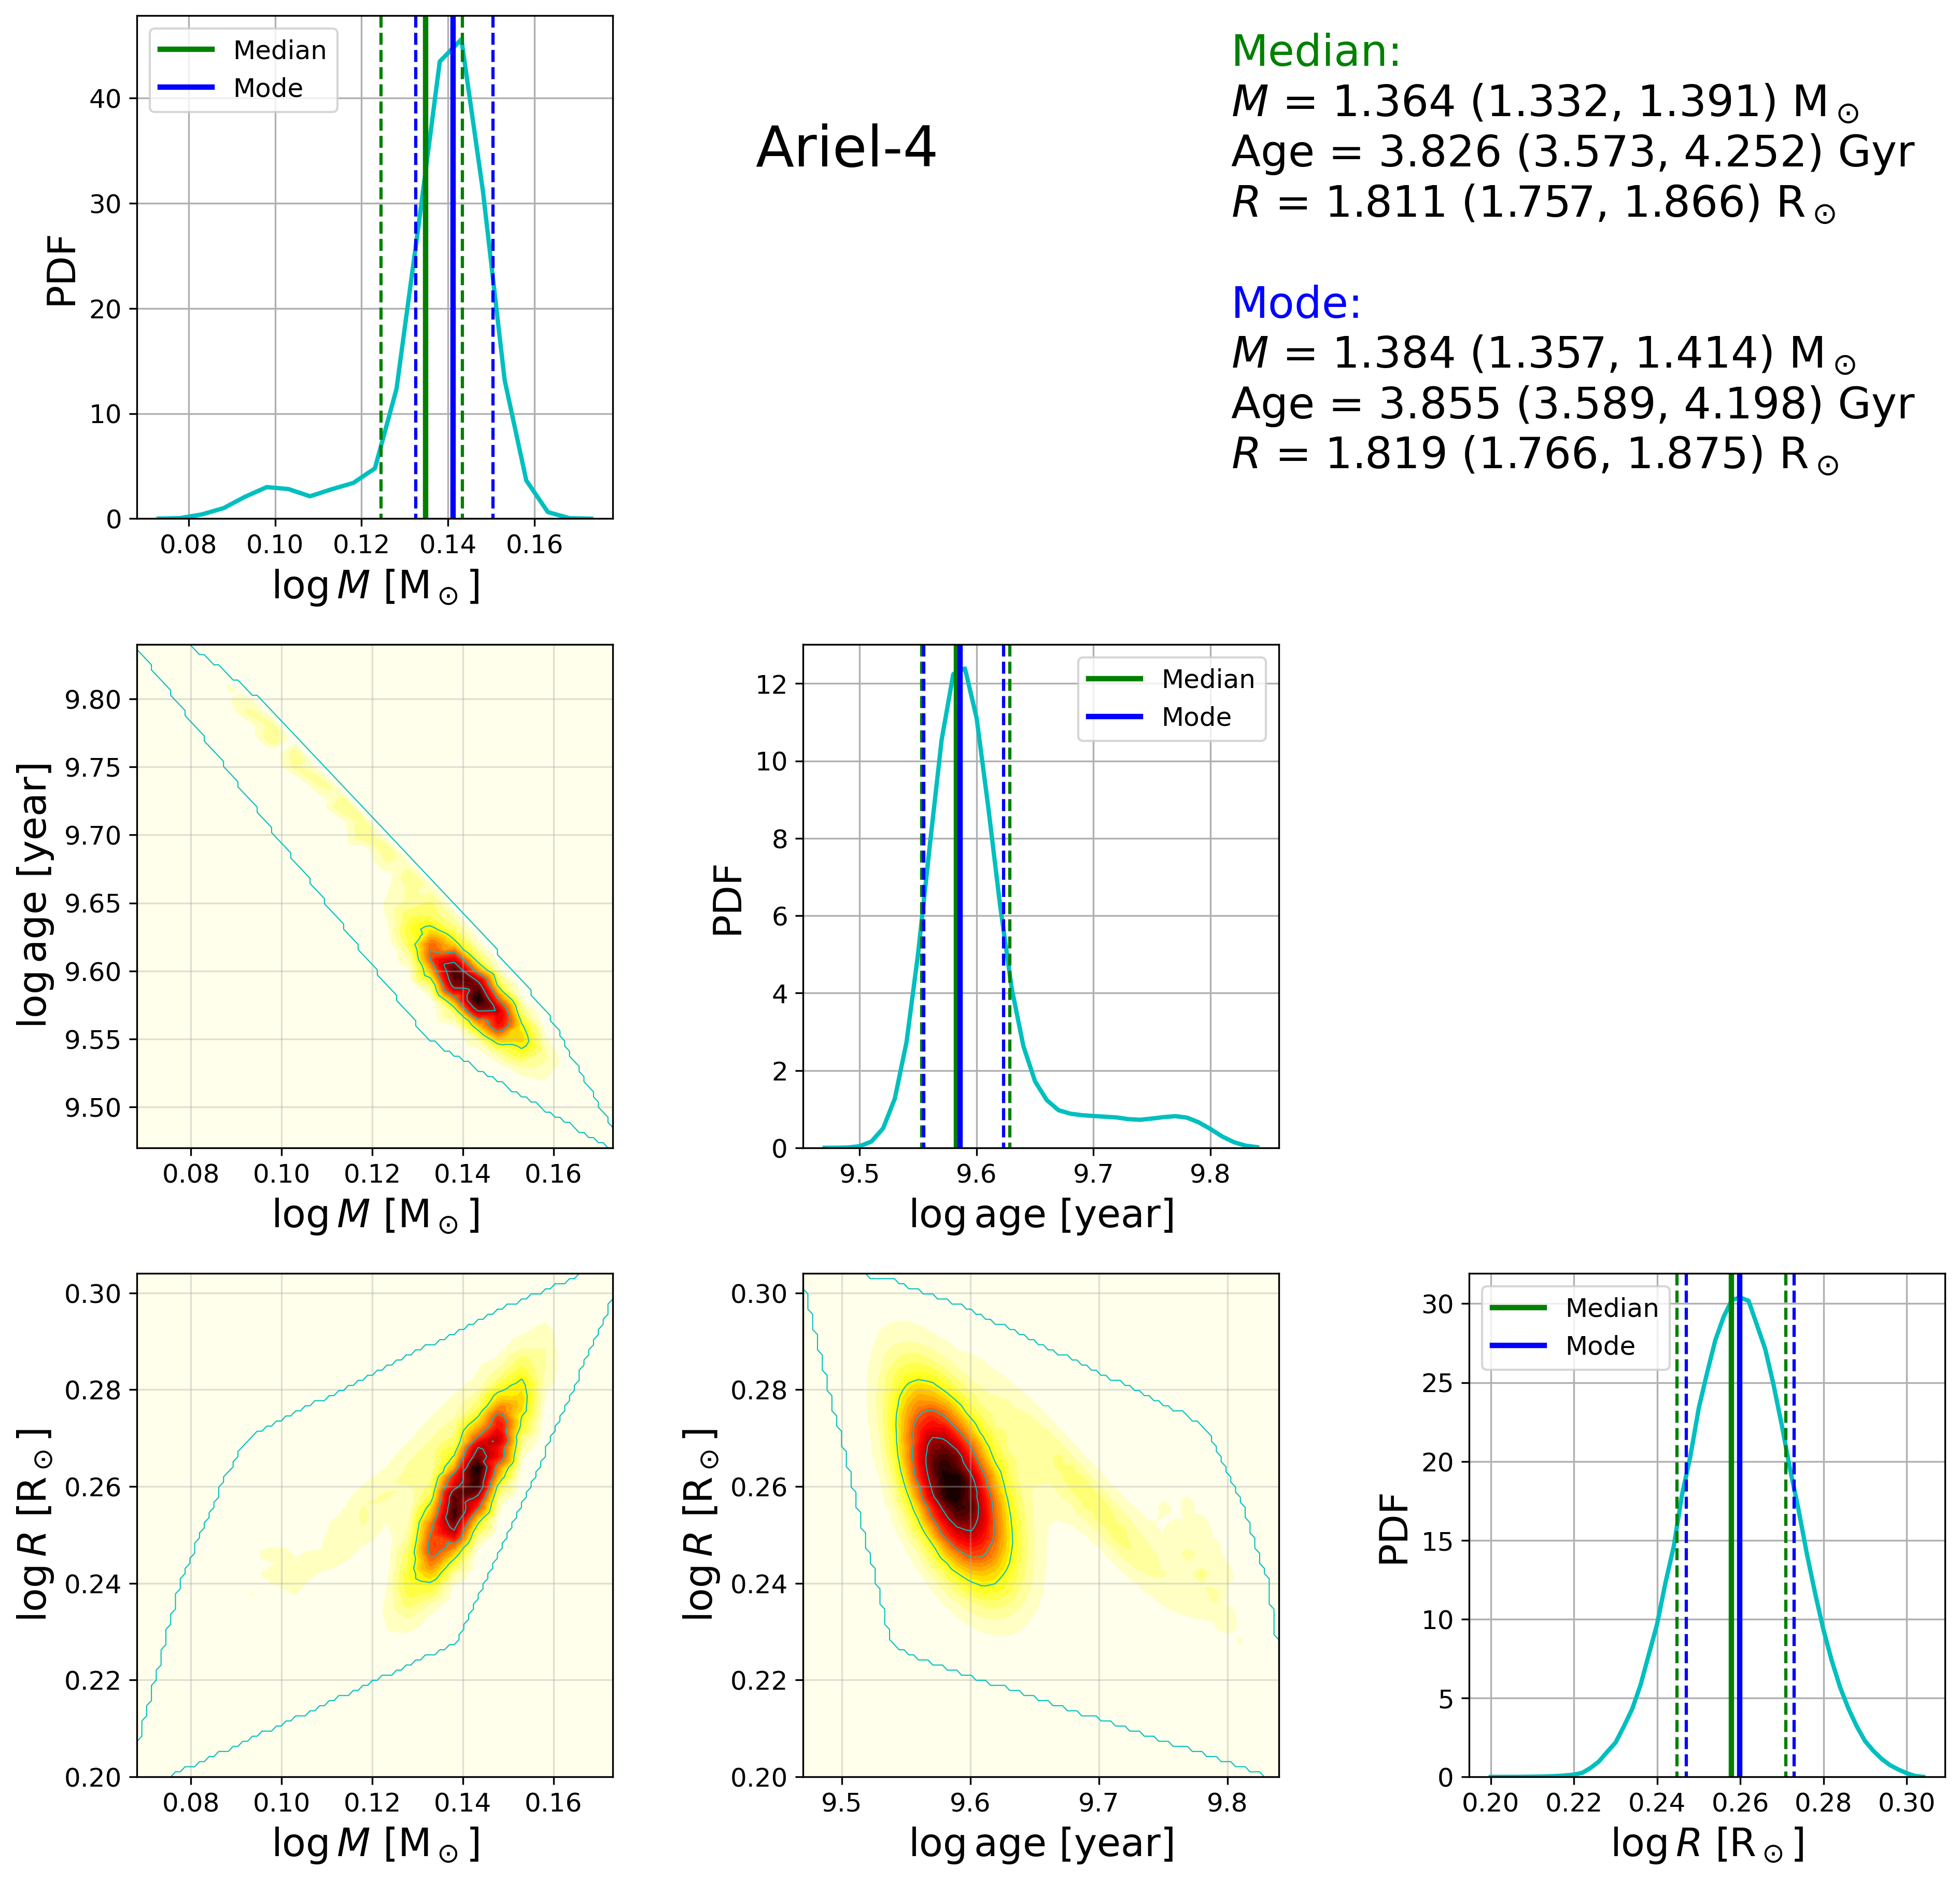 Median
Mode
40
30
20
10
0
PDF
0.08 0.10 0.12 0.14 0.16
log M [M⊙]
Ariel-4
Median:
M = 1.364 (1.332, 1.391) M⊙
Age = 3.826 (3.573, 4.252) Gyr
R = 1.811 (1.757, 1.866) R⊙
Mode:
M = 1.384 (1.357, 1.414) M⊙
Age = 3.855 (3.589, 4.198) Gyr
R = 1.819 (1.766, 1.875) R⊙
9.80
9.75
9.70
9.65
9.60
9.55
9.50
log age [year]
0.08 0.10 0.12 0.14 0.16
log M [M⊙]
Median
Mode
12
10
8
6
4
2
0
PDF
9.5 9.6 9.7 9.8
log age [year]
0.30
0.28
0.26
0.24
0.22
0.20
log R [R⊙]
0.08 0.10 0.12 0.14 0.16
log M [M⊙]
0.30
0.28
0.26
0.24
0.22
0.20
log R [R⊙]
9.5 9.6 9.7 9.8
log age [year]
Median
Mode
30
25
20
15
10
5
0
PDF
0.20 0.22 0.24 0.26 0.28 0.30
log R [R⊙]